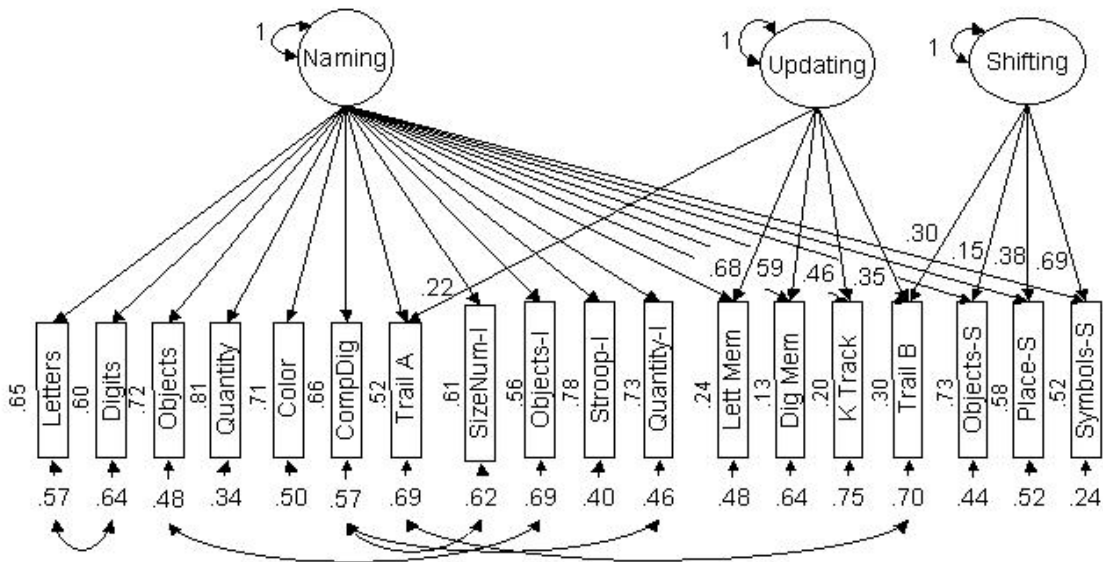 1
Naming
1
Updating
1
Shifting
.22
.68
.59
.46
.35
.30
.15
.38
.69
.65
Letters
.60
Digits
.72
Objects
.81
Quantity
.71
Color
.66
CompDig
.52
Trail A
.61
SizeNum-I
.56
Objects-I
.78
Stroop-I
.73
Quantity-I
.24
Lett Mem
.13
Dig Mem
.20
K Track
.30
Trail B
.73
Objects-S
.58
Place-S
.52
Symbols-S
.57 .64 .48 .34 .50 .57 .69 .62 .69 .40 .46 .48 .64 .75 .70 .44 .52 .24